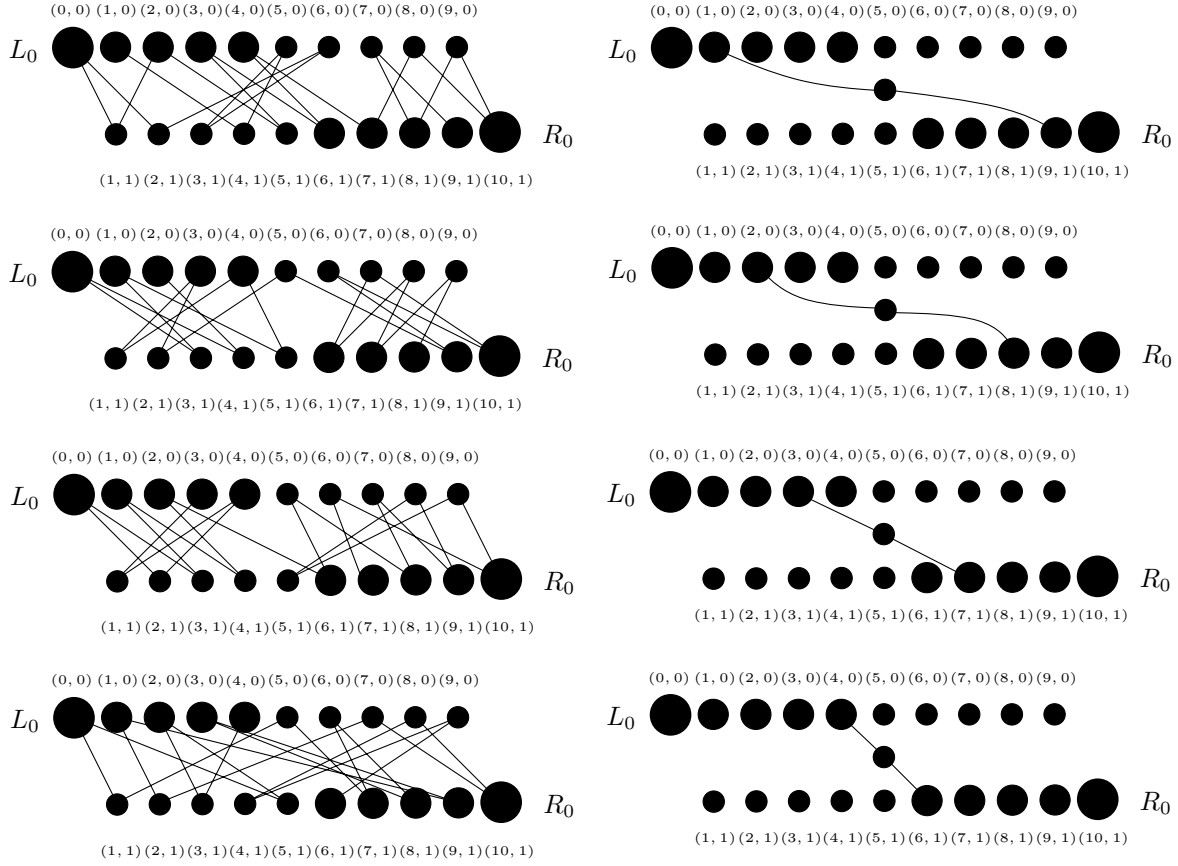 (0, 0) (1, 0) (2, 0) (3, 0) (4, 0) (5, 0) (6, 0) (7, 0) (8, 0) (9, 0)
L0
R0
(1, 1) (2, 1) (3, 1) (4, 1) (5, 1) (6, 1) (7, 1) (8, 1) (9, 1) (10, 1)
(0, 0) (1, 0) (2, 0) (3, 0) (4, 0) (5, 0) (6, 0) (7, 0) (8, 0) (9, 0)
L0
R0
(1, 1) (2, 1) (3, 1) (4, 1) (5, 1) (6, 1) (7, 1) (8, 1) (9, 1) (10, 1)
(0, 0) (1, 0) (2, 0) (3, 0) (4, 0) (5, 0) (6, 0) (7, 0) (8, 0) (9, 0)
L0
R0
(1, 1) (2, 1) (3, 1) (4, 1) (5, 1) (6, 1) (7, 1) (8, 1) (9, 1) (10, 1)
(0, 0) (1, 0) (2, 0) (3, 0) (4, 0) (5, 0) (6, 0) (7, 0) (8, 0) (9, 0)
L0
R0
(1, 1) (2, 1) (3, 1) (4, 1) (5, 1) (6, 1) (7, 1) (8, 1) (9, 1) (10, 1)
(0, 0) (1, 0) (2, 0) (3, 0) (4, 0) (5, 0) (6, 0) (7, 0) (8, 0) (9, 0)
L0
R0
(1, 1) (2, 1) (3, 1) (4, 1) (5, 1) (6, 1) (7, 1) (8, 1) (9, 1) (10, 1)
(0, 0) (1, 0) (2, 0) (3, 0) (4, 0) (5, 0) (6, 0) (7, 0) (8, 0) (9, 0)
L0
R0
(1, 1) (2, 1) (3, 1) (4, 1) (5, 1) (6, 1) (7, 1) (8, 1) (9, 1) (10, 1)
(0, 0) (1, 0) (2, 0) (3, 0) (4, 0) (5, 0) (6, 0) (7, 0) (8, 0) (9, 0)
L0
R0
(1, 1) (2, 1) (3, 1) (4, 1) (5, 1) (6, 1) (7, 1) (8, 1) (9, 1) (10, 1)
(0, 0) (1, 0) (2, 0) (3, 0) (4, 0) (5, 0) (6, 0) (7, 0) (8, 0) (9, 0)
L0
R0
(1, 1) (2, 1) (3, 1) (4, 1) (5, 1) (6, 1) (7, 1) (8, 1) (9, 1) (10, 1)